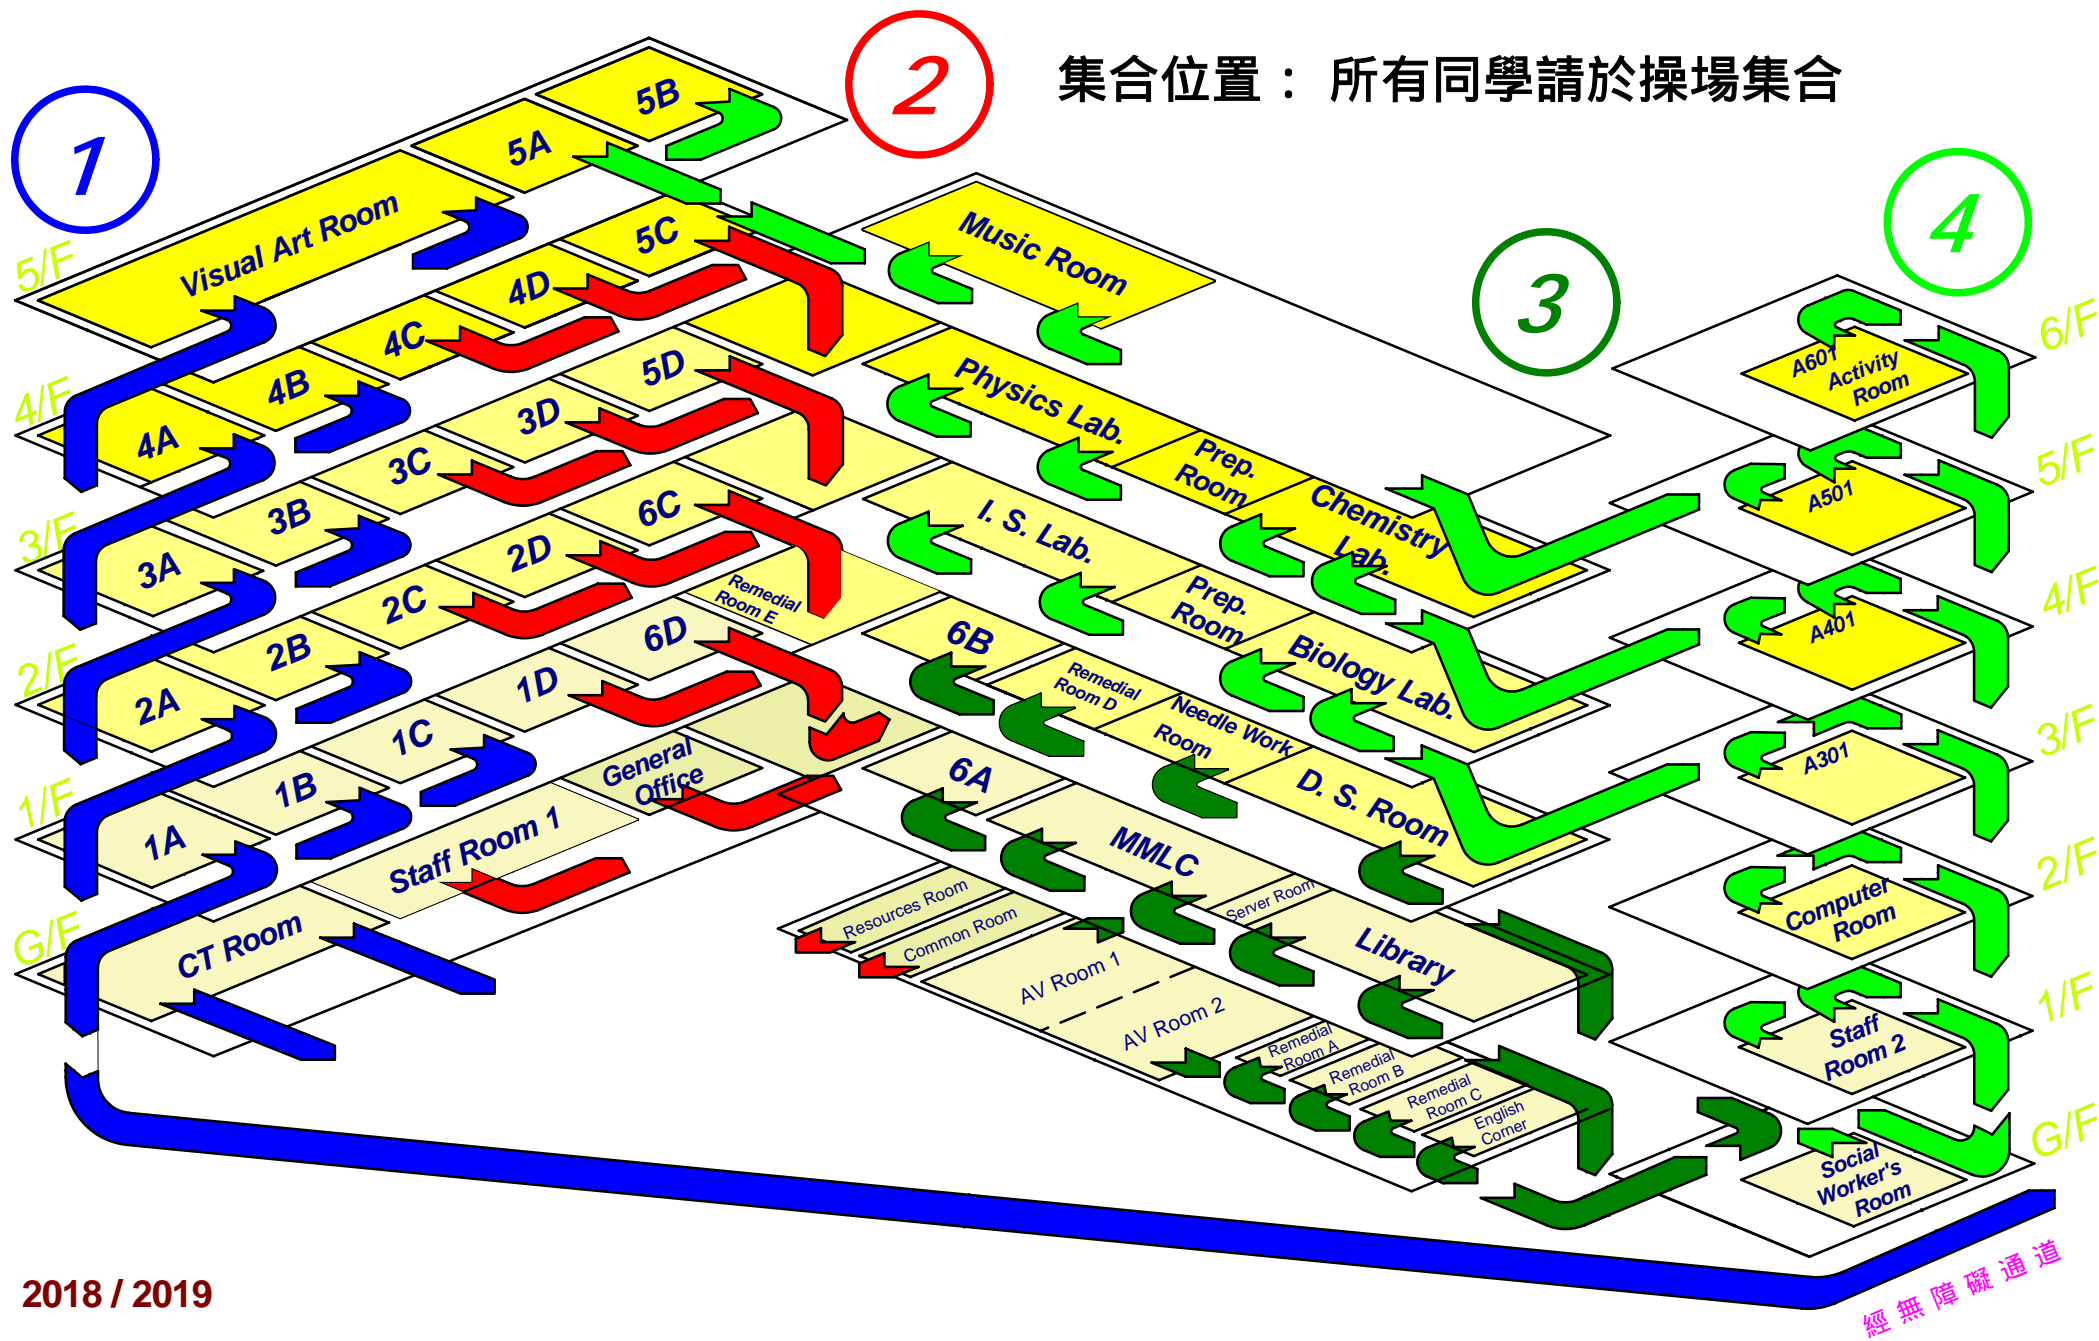 集合位置： 所有同學請於操場集合
1
2
3
4
5/F
4/F
3/F
2/F
1/F
G/F
Visual Art Room
5A
5B
4A
4B
4C
4D
5C
Music Room
3A
3B
3C
3D
5D
Physics Lab.
Prep.
Room
Chemistry
Lab.
2A
2B
2C
2D
6C
I. S. Lab.
Prep.
Room
Biology Lab.
1A
1B
1C
1D
6D
Remedial
Room E
6B
Remedial
Room D
Needle Work
Room
D. S. Room
CT Room
Staff Room 1
General
Office
6A
MMLC
Server Room
Library
Resources Room
Common Room
AV Room 1
AV Room 2
Remedial
Room A
Remedial
Room B
Remedial
Room C
English
Corner
6/F
5/F
4/F
3/F
2/F
1/F
G/F
A601
Activity
Room
A501
A401
A301
Computer
Room
Staff
Room 2
Social
Worker's
Room
2018 / 2019
經無障礙通道